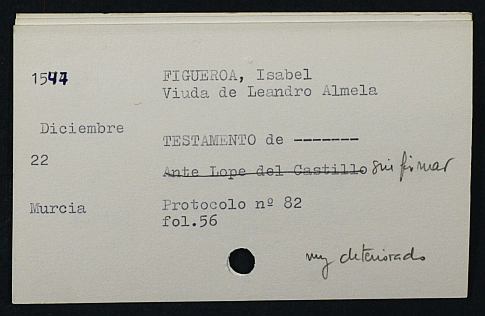 1547
FIGUEROA, Isabel
Viuda de Leandro Almela
Diciembre
TESTAMENTO de -------
22
Ante Lope del Castillo sin firmar
Murcia
Protocolo nº 82
fol.56
muy deteriorado